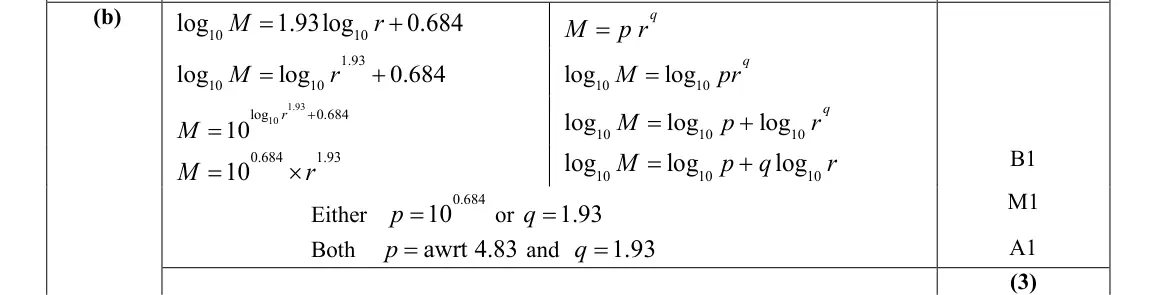 (b)
log₁₀ M = 1.93 log₁₀ r + 0.684
log₁₀ M = log₁₀ r^1.93 + 0.684
M = 10^(log₁₀ r^1.93 + 0.684)
M = 10^0.684 × r^1.93
M = p r^q
log₁₀ M = log₁₀ pr^q
log₁₀ M = log₁₀ p + log₁₀ r^q
log₁₀ M = log₁₀ p + q log₁₀ r
B1
Either p = 10^0.684 or q = 1.93
M1
Both p = awrt 4.83 and q = 1.93
A1
(3)